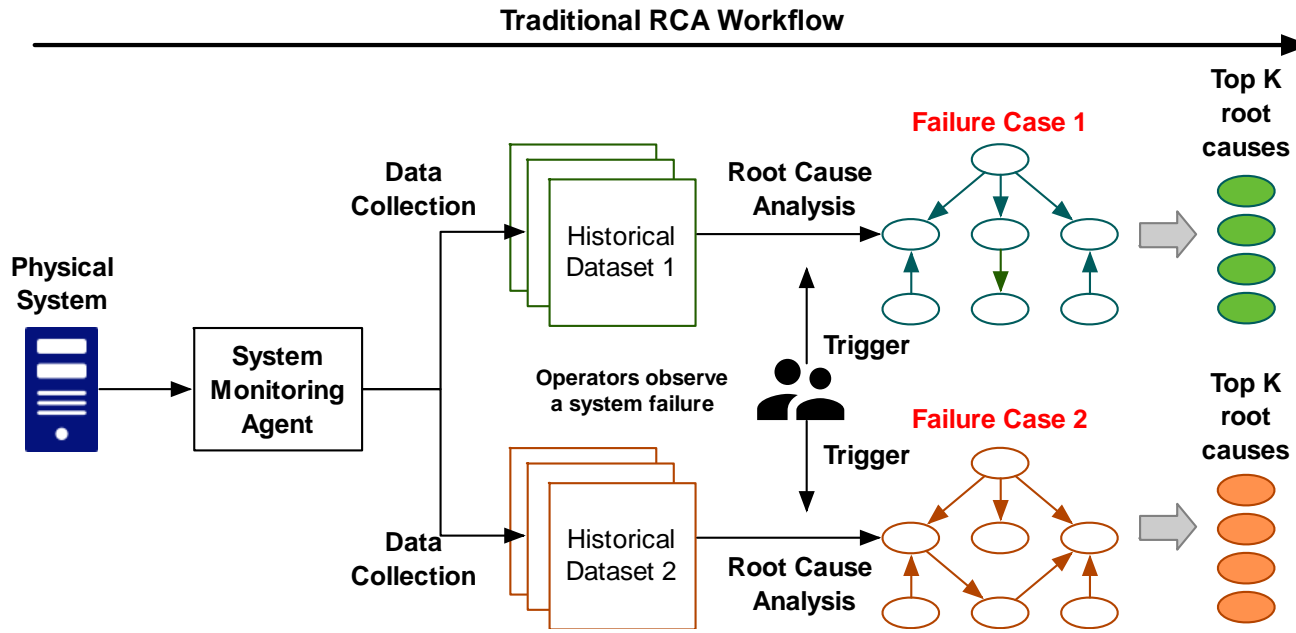 Traditional RCA Workflow
Physical
System
System
Monitoring
Agent
Data
Collection
Historical
Dataset 1
Root Cause
Analysis
Failure Case 1
Top K
root
causes
Trigger
Operators observe
a system failure
Trigger
Data
Collection
Historical
Dataset 2
Root Cause
Analysis
Failure Case 2
Top K
root
causes